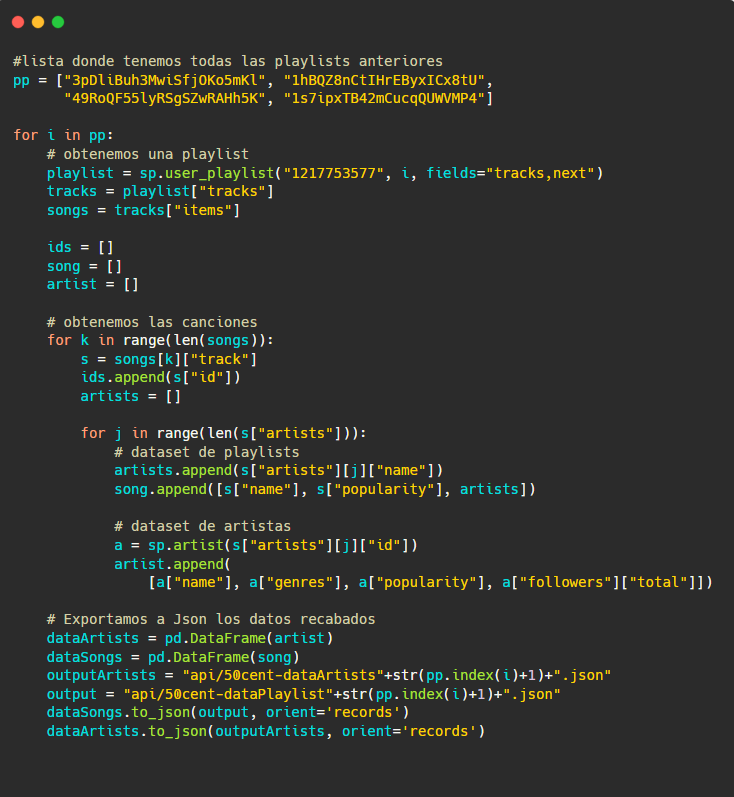 #lista donde tenemos todas las playlists anteriores
pp = ["3pDliBuh3MwiSfjOKo5mKl", "1hBQZ8nCtIHrEByxICx8tU",
      "49RoQF55lyRSgSZwRAHh5K", "1s7ipxTB42mCucqQUWVMP4"]

for i in pp:
    # obtenemos una playlist
    playlist = sp.user_playlist("1217753577", i, fields="tracks,next")
    tracks = playlist["tracks"]
    songs = tracks["items"]

    ids = []
    song = []
    artist = []

    # obtenemos las canciones
    for k in range(len(songs)):
        s = songs[k]["track"]
        ids.append(s["id"])
        artists = []

        for j in range(len(s["artists"])):
            # dataset de playlists
            artists.append(s["artists"][j]["name"])
            song.append([s["name"], s["popularity"], artists])

            # dataset de artistas
            a = sp.artist(s["artists"][j]["id"])
            artist.append(
                [a["name"], a["genres"], a["popularity"], a["followers"]["total"]])

    # Exportamos a Json los datos recabados
    dataArtists = pd.DataFrame(artist)
    dataSongs = pd.DataFrame(song)
    outputArtists = "api/50cent-dataArtists"+str(pp.index(i)+1)+".json"
    output = "api/50cent-dataPlaylist"+str(pp.index(i)+1)+".json"
    dataSongs.to_json(output, orient='records')
    dataArtists.to_json(outputArtists, orient='records')